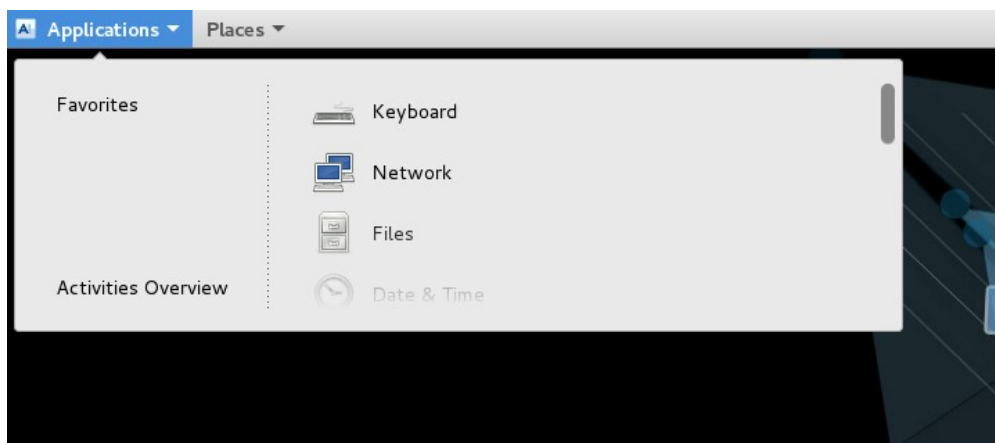 Applications Places
Favorites
Keyboard
Network
Files
Activities Overview
Date & Time